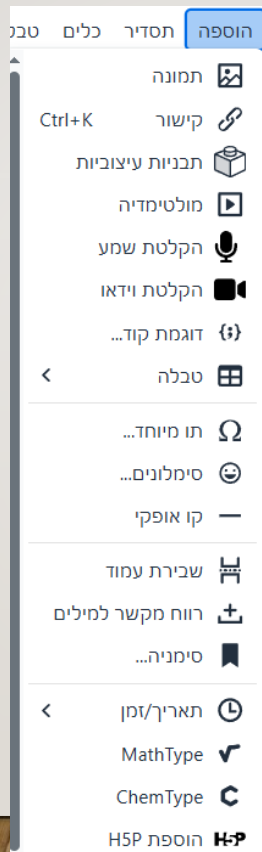 הוספה תסדיר כלים טבל
תמונה
קישור Ctrl+K
תבניות עיצוביות
מולטימדיה
הקלטת שמע
הקלטת וידאו
דוגמת קוד...
טבלה
תו מיוחד...
סימלונים...
קו אופקי
שבירת עמוד
רווח מקשר למילים
סימניה...
תאריך/זמן
MathType
ChemType
הוספת H5P